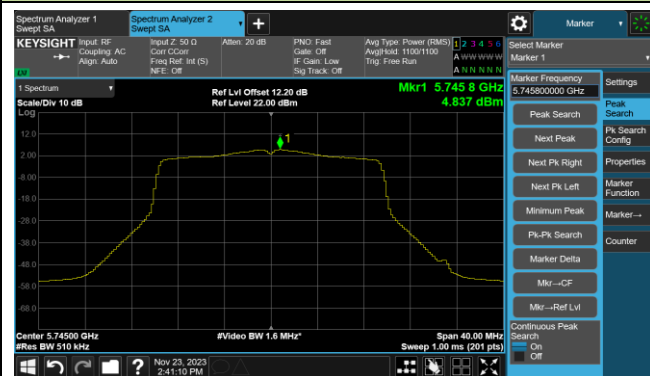 Spectrum Analyzer 1
Swept SA
Spectrum Analyzer 2
Swept SA
+
Marker
KEYSIGHT
Input: RF
Coupling: AC
Align: Auto
Input Z: 50 Ω
Corr CCorr
Freq Ref: Int (S)
NFE: Off
Atten: 20 dB
PNO: Fast
Gate: Off
IF Gain: Low
Sig Track: Off
Avg Type: Power (RMS)
Avg|Hold: 1100/1100
Trig: Free Run
1 2 3 4 5 6
A W W W W W
A N N N N N
LXI
Select Marker
Marker 1
1 Spectrum
Scale/Div 10 dB
Log
Ref Lvl Offset 12.20 dB
Ref Level 22.00 dBm
Mkr1 5.745 8 GHz
4.837 dBm
1
12.0
2.00
-8.00
-18.0
-28.0
-38.0
-48.0
-58.0
-68.0
Center 5.74500 GHz
#Res BW 510 kHz
#Video BW 1.6 MHz*
Span 40.00 MHz
Sweep 1.00 ms (201 pts)
Marker Frequency
5.745800000 GHz
Peak Search
Next Peak
Next Pk Right
Next Pk Left
Minimum Peak
Pk-Pk Search
Marker Delta
Mkr→CF
Mkr→Ref Lvl
Continuous Peak Search
On
Off
Settings
Peak Search
Pk Search Config
Properties
Marker Function
Marker→
Counter
?
Nov 23, 2023
2:41:10 PM